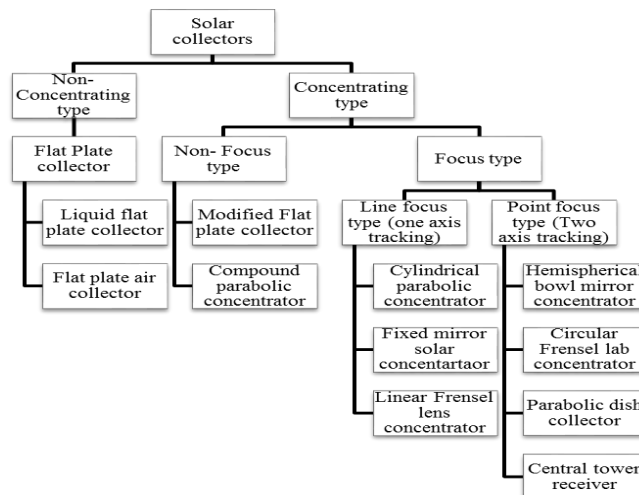 Solar
collectors
Non-
Concentrating
type
Concentrating
type
Flat Plate
collector
Non- Focus
type
Focus type
Liquid flat
plate collector
Modified Flat
plate collector
Line focus
type (one axis
tracking)
Point focus
type (Two
axis tracking)
Flat plate air
collector
Compound
parabolic
concentrator
Cylindrical
parabolic
concentrator
Hemispherical
bowl mirror
concentrator
Fixed mirror
solar
concentartaor
Circular
Frensel lab
concentrator
Linear Frensel
lens
concentrator
Parabolic dish
collector
Central tower
receiver